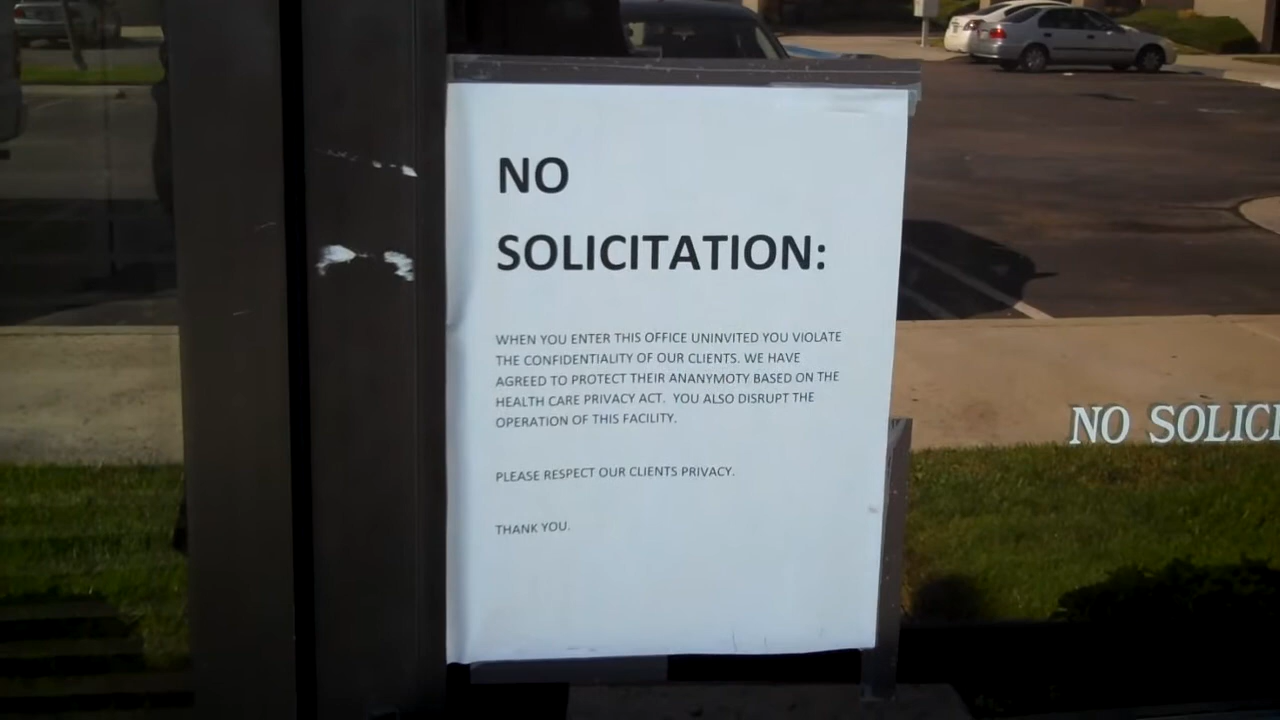 NO
SOLICITATION:
WHEN YOU ENTER THIS OFFICE UNINVITED YOU VIOLATE
THE CONFIDENTIALITY OF OUR CLIENTS. WE HAVE
AGREED TO PROTECT THEIR ANANYMOTY BASED ON THE
HEALTH CARE PRIVACY ACT. YOU ALSO DISRUPT THE
OPERATION OF THIS FACILITY.
PLEASE RESPECT OUR CLIENTS PRIVACY.
THANK YOU.
NO SOLICI